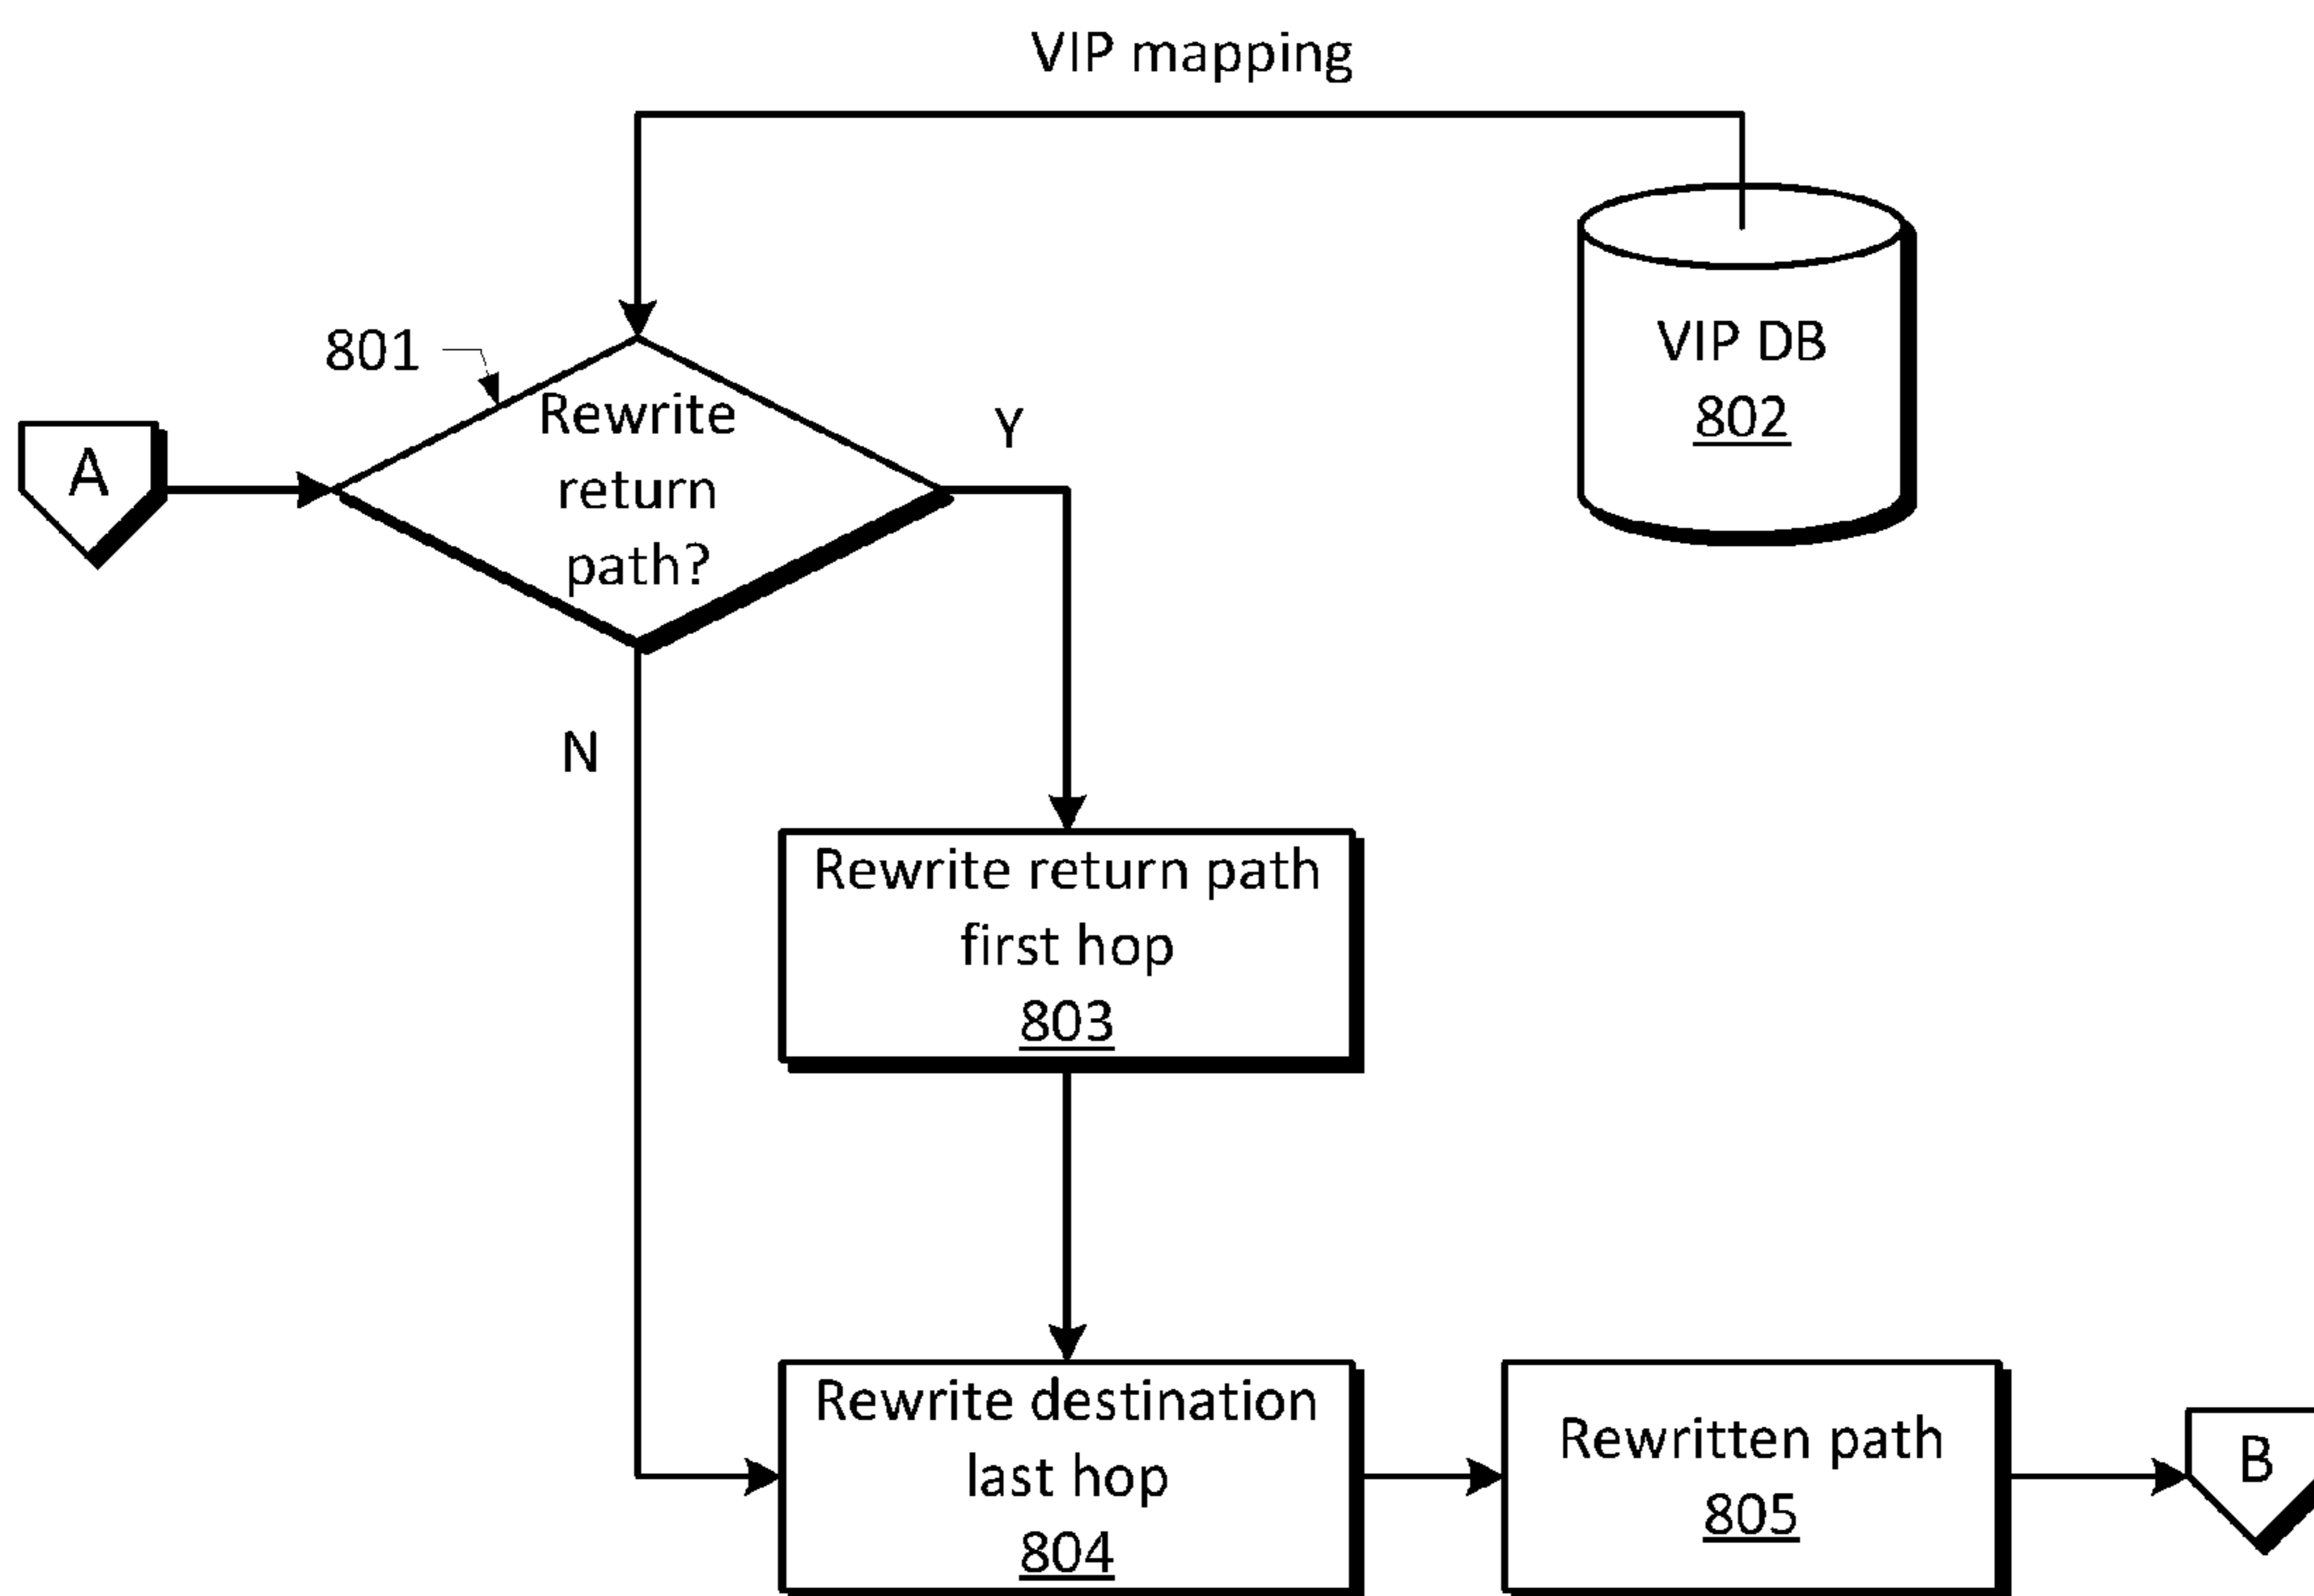 VIP mapping
801
VIP DB
802
A
Rewrite
return
path?
Y
N
Rewrite return path
first hop
803
Rewrite destination
last hop
804
Rewritten path
805
B